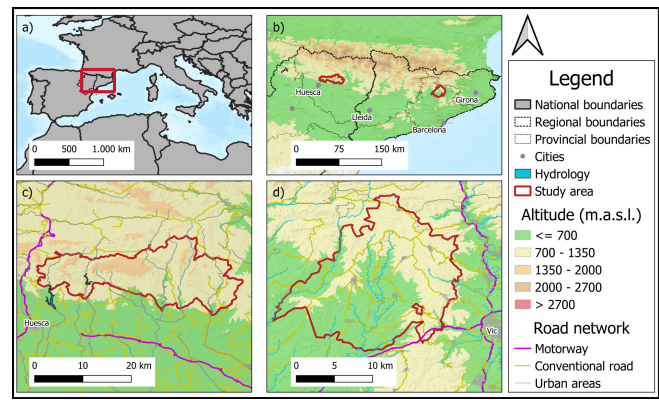 a)
0 500 1.000 km
b)
Huesca
Lleida
Girona
Barcelona
0 75 150 km
c)
Huesca
0 10 20 km
d)
Vic
0 5 10 km
Legend
National boundaries
Regional boundaries
Provincial boundaries
Cities
Hydrology
Study area
Altitude (m.a.s.l.)
<= 700
700 - 1350
1350 - 2000
2000 - 2700
> 2700
Road network
Motorway
Conventional road
Urban areas